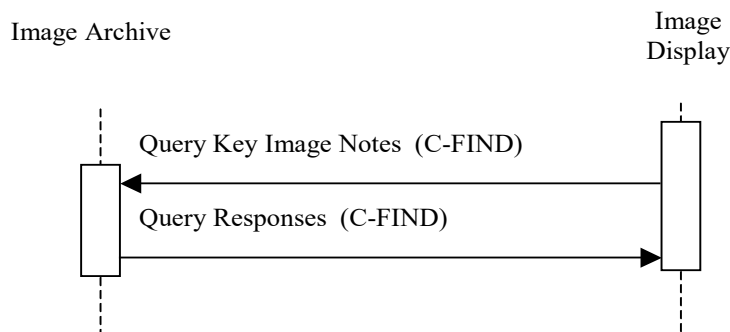 Image Archive
Image
Display
Query Key Image Notes (C-FIND)
Query Responses (C-FIND)